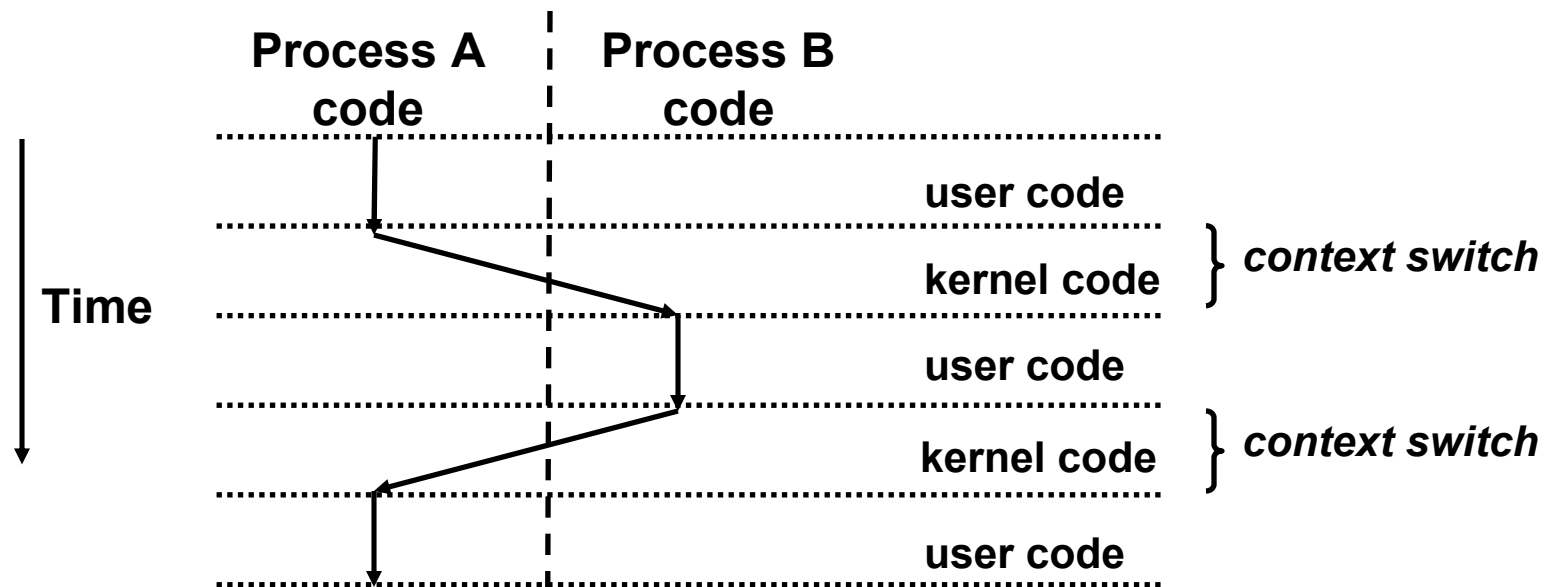 Process A
code
Process B
code
user code
context switch
kernel code
Time
user code
context switch
kernel code
user code